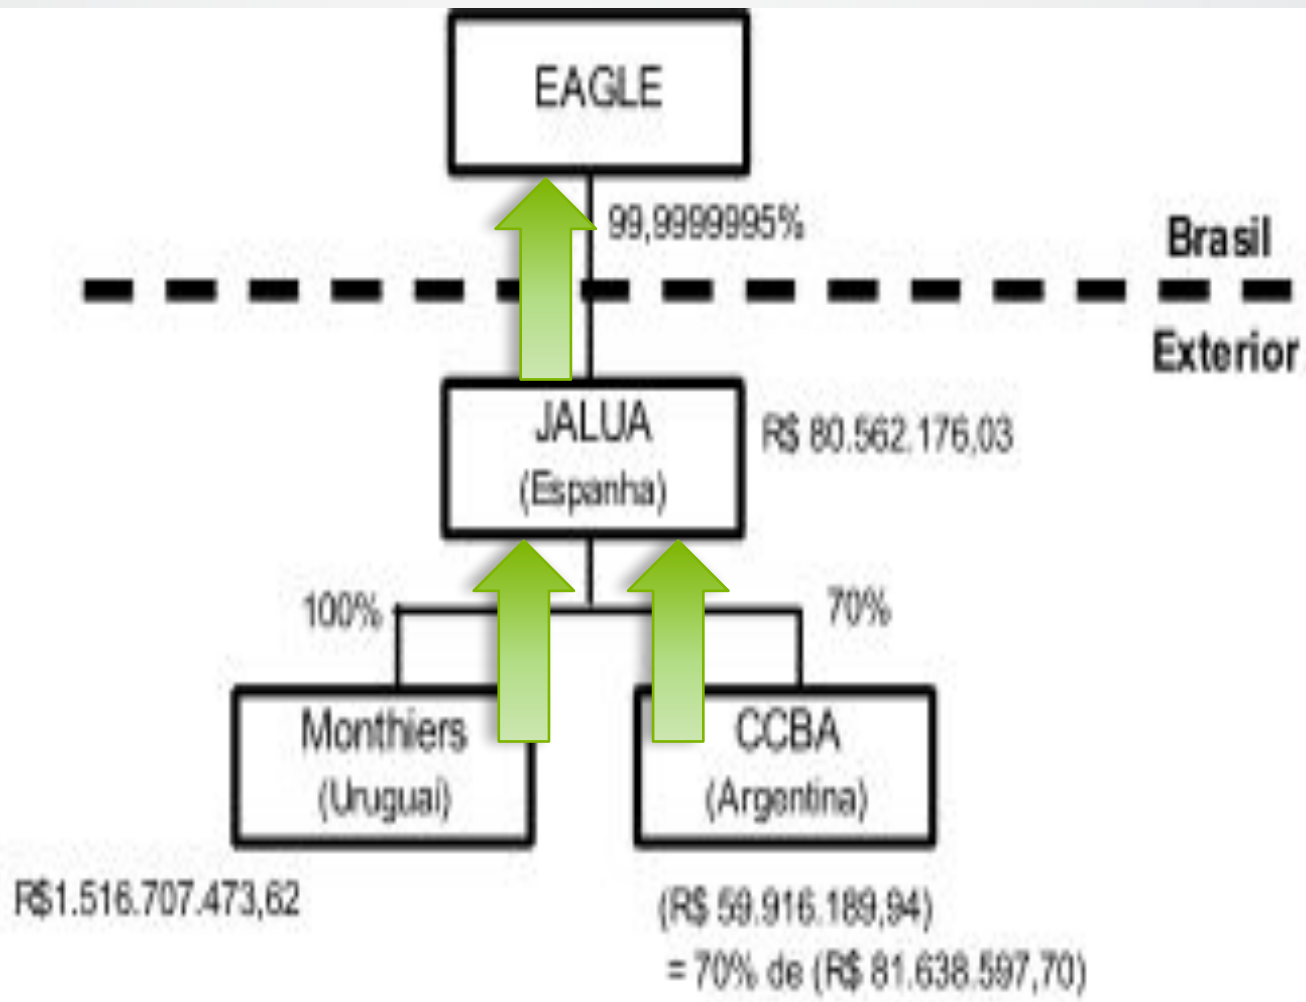 EAGLE
99,9999995%
Brasil
Exterior
JALUA
(Espanha)
R$ 80.562.176,03
100%
70%
Monthiers
(Uruguai)
CCBA
(Argentina)
R$1.516.707.473,62
(R$ 59.916.189,94)
= 70% de (R$ 81.638.597,70)